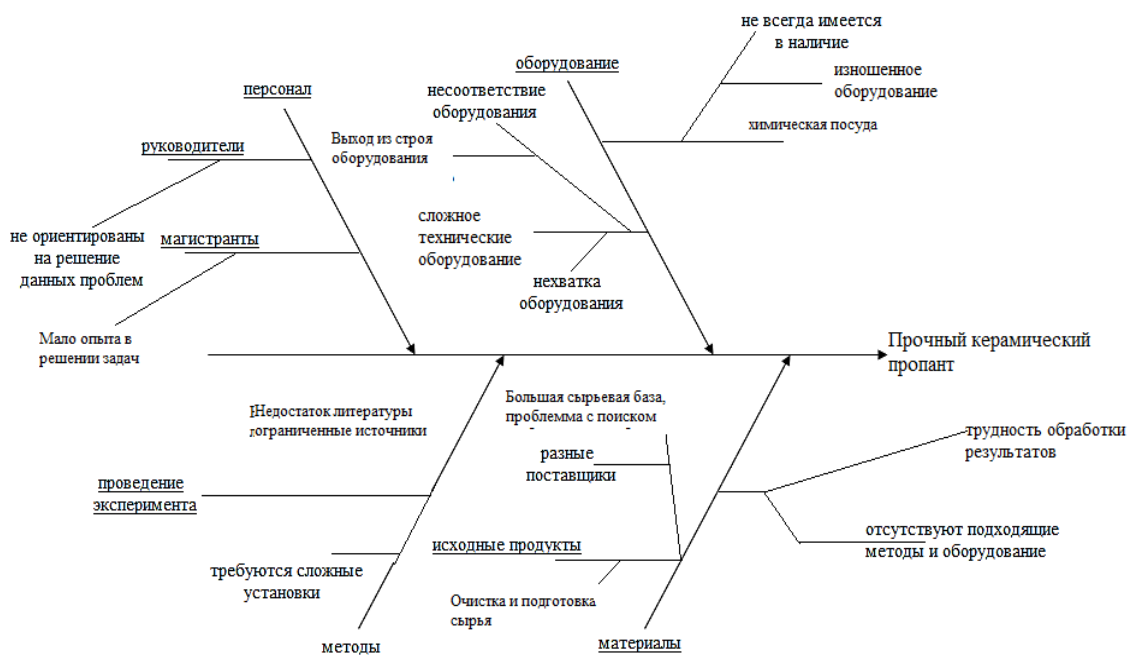 не всегда имеется
в наличие
оборудование
изношенное
оборудование
персонал
несоответствие
оборудования
химическая посуда
Выход из строя
оборудования
руководители
сложное
технические
оборудование
не ориентированы
на решение
данных проблем
магистранты
нехватка
оборудования
Мало опыта в
решении задач
Прочный керамический
пропант
Большая сырьевая база,
проблемма с поиском
Недостаток литературы
ограниченные источники
трудность обработки
результатов
разные
поставщики
проведение
эксперимента
отсутствуют подходящие
методы и оборудование
исходные продукты
требуются сложные
установки
Очистка и подготовка
сырья
методы
материалы